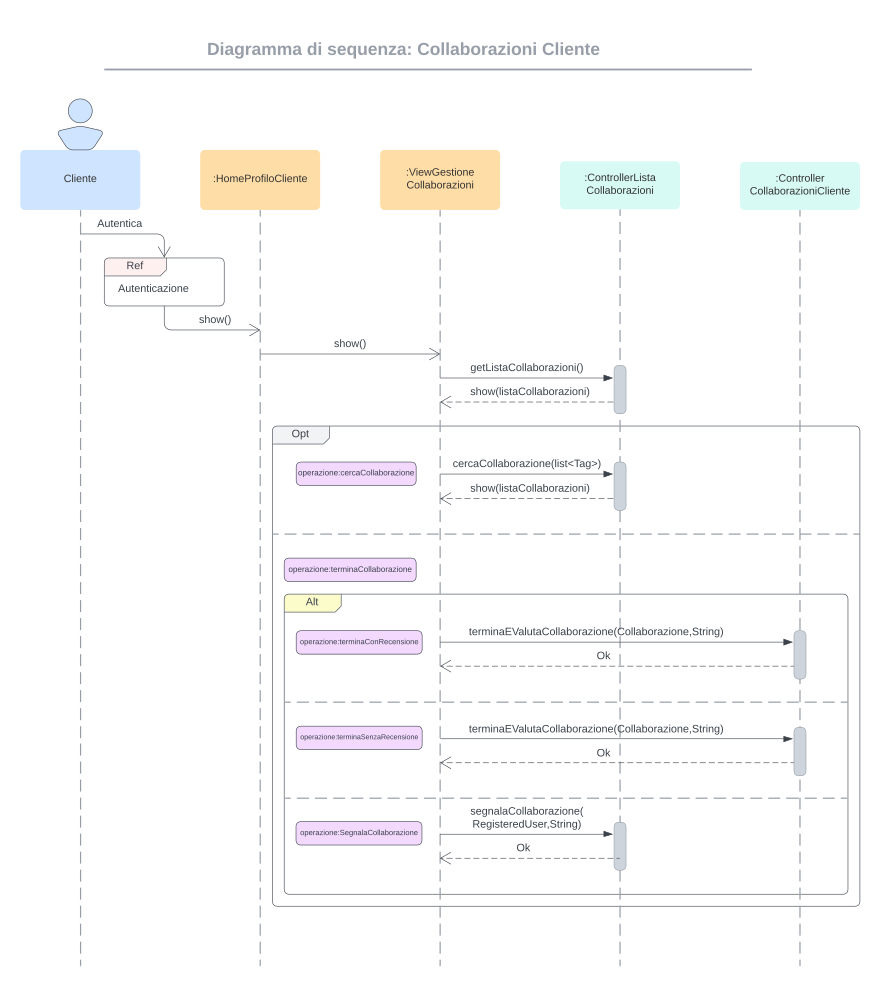 Diagramma di sequenza: Collaborazioni Cliente
Cliente
:HomeProfiloCliente
:ViewGestione
Collaborazioni
:ControllerLista
Collaborazioni
:Controller
CollaborazioniCliente
Autentica
Ref
Autenticazione
show()
show()
getListaCollaborazioni()
show(listaCollaborazioni)
Opt
operazione:cercaCollaborazione
cercaCollaborazione(list<Tag>)
show(listaCollaborazioni)
operazione:terminaCollaborazione
Alt
operazione:terminaConRecensione
terminaEValutaCollaborazione(Collaborazione,String)
Ok
operazione:terminaSenzaRecensione
terminaEValutaCollaborazione(Collaborazione,String)
Ok
operazione:SegnalaCollaborazione
segnalaCollaborazione(
RegisteredUser,String)
Ok